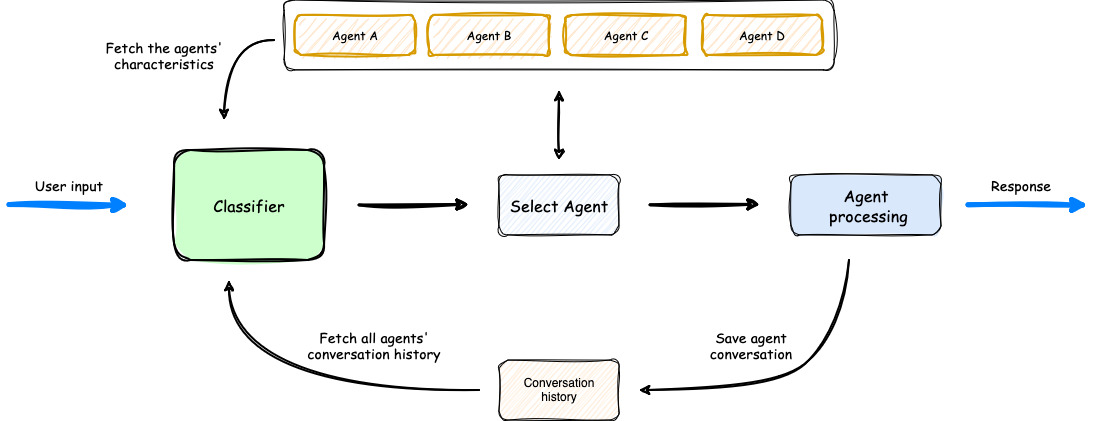 Agent A
Agent B
Agent C
Agent D
Fetch the agents'
characteristics
User input
Classifier
Select Agent
Agent
processing
Response
Fetch all agents'
conversation history
Save agent
conversation
Conversation
history